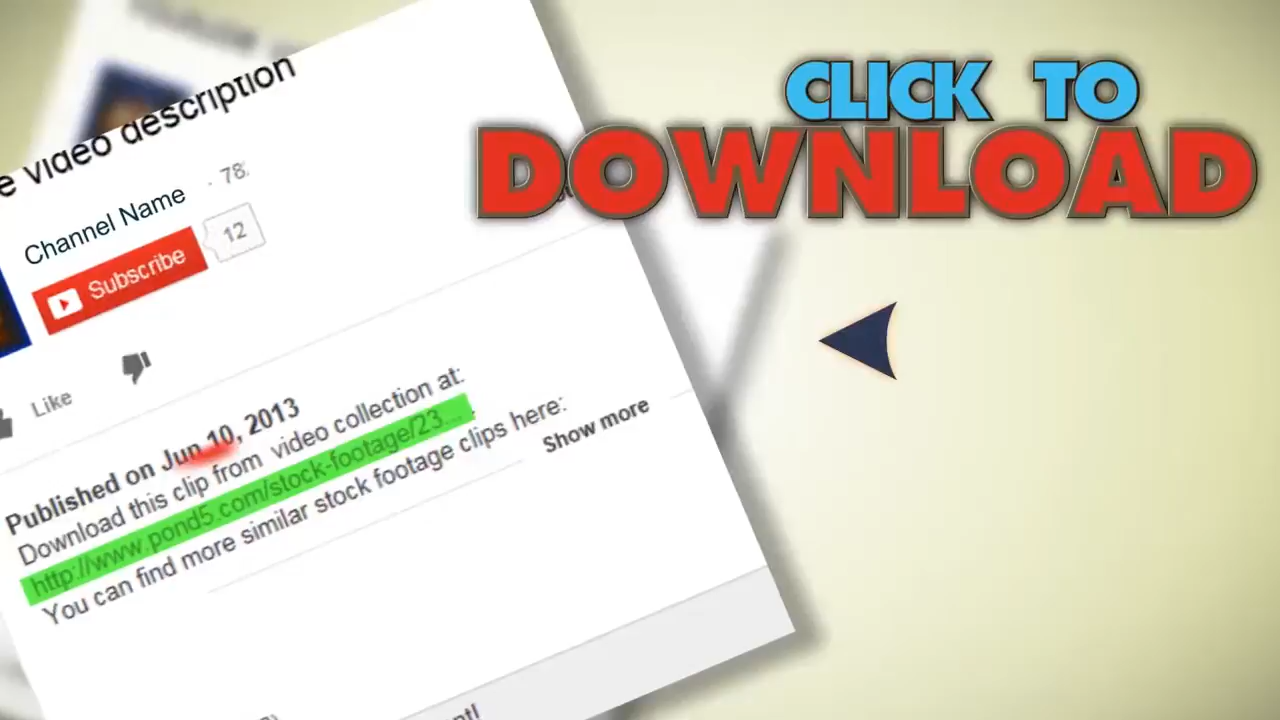 CLICK TO
DOWNLOAD
e video description
Channel Name
78
Subscribe
12
Like
Published on Jun 10, 2013
Download this clip from video collection at:
http://www.pond5.com/stock-footage/23...
You can find more similar stock footage clips here:
Show more